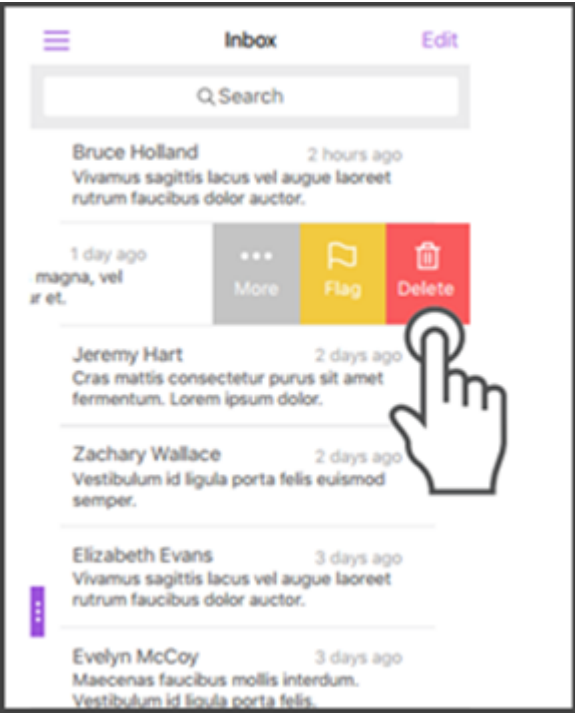 Inbox
Edit
Search
Bruce Holland
2 hours ago
Vivamus sagittis lacus vel augue laoreet
rutrum faucibus dolor auctor.
1 day ago
magna, vel
ur et.
More
Flag
Delete
Jeremy Hart
2 days ago
Cras mattis consectetur purus sit amet
fermentum. Lorem ipsum dolor.
Zachary Wallace
2 days ago
Vestibulum id ligula porta felis euismod
semper.
Elizabeth Evans
3 days ago
Vivamus sagittis lacus vel augue laoreet
rutrum faucibus dolor auctor.
Evelyn McCoy
3 days ago
Maecenas faucibus mollis interdum.
Vestibulum id ligula porta felis.